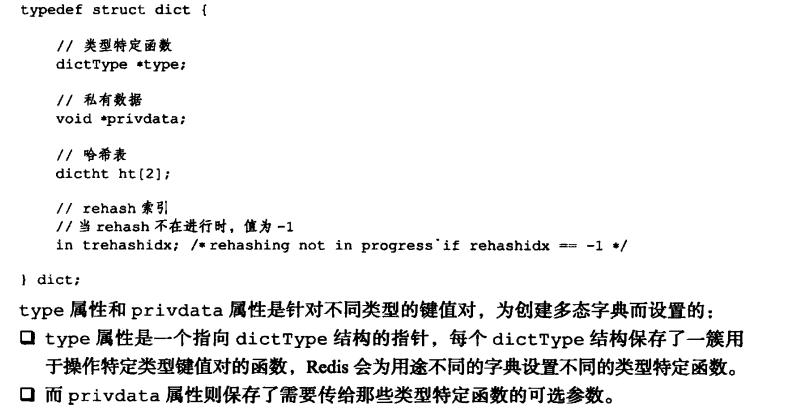 typedef struct dict {
// 类型特定函数
dictType *type;
// 私有数据
void *privdata;
// 哈希表
dictht ht[2];
// rehash 索引
// 当 rehash 不在进行时，值为 -1
in trehashidx; /* rehashing not in progress if rehashidx == -1 */
} dict;
type 属性和 privdata 属性是针对不同类型的键值对，为创建多态字典而设置的：
❑ type 属性是一个指向 dictType 结构的指针，每个 dictType 结构保存了一簇用
于操作特定类型键值对的函数，Redis 会为用途不同的字典设置不同的类型特定函数。
❑ 而 privdata 属性则保存了需要传给那些类型特定函数的可选参数。